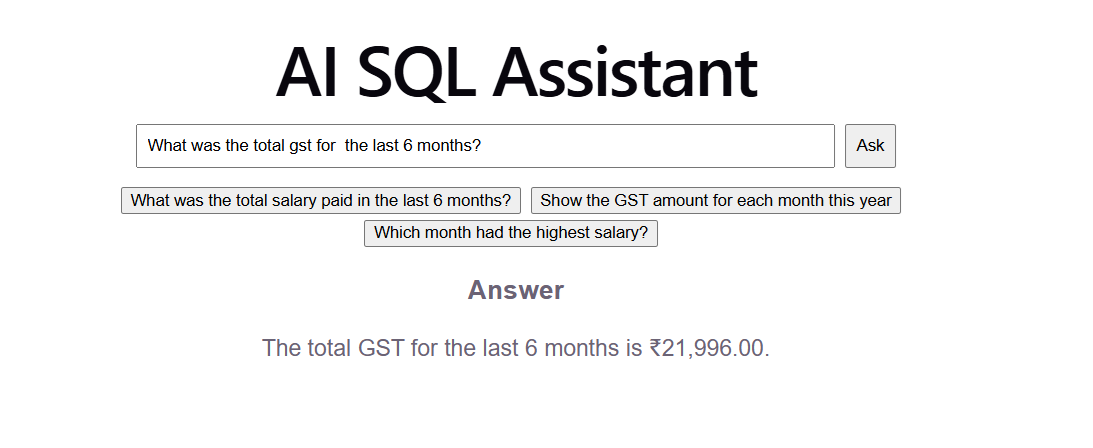 AI SQL Assistant
What was the total gst for  the last 6 months?
Ask
What was the total salary paid in the last 6 months?
Show the GST amount for each month this year
Which month had the highest salary?
Answer
The total GST for the last 6 months is ₹21,996.00.